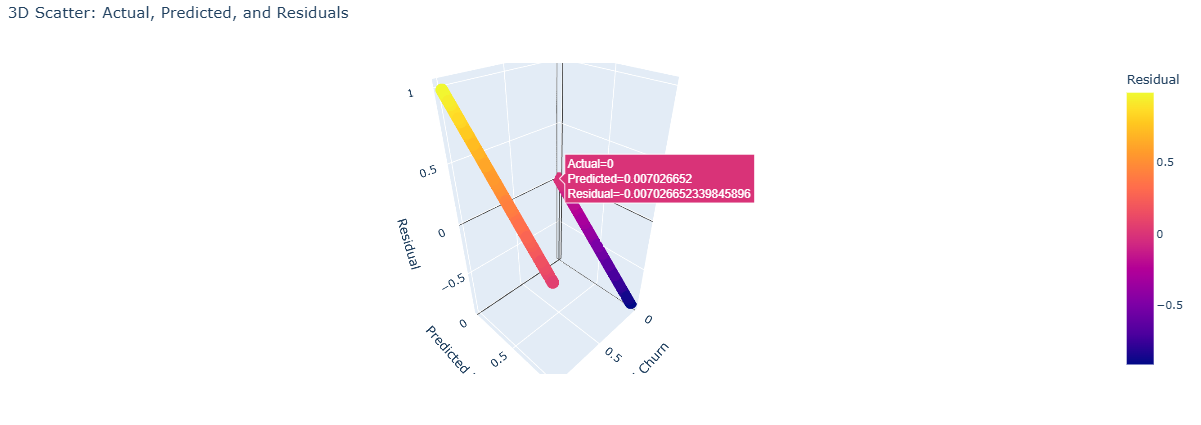 3D Scatter: Actual, Predicted, and Residuals
Residual
1
0.5
0
−0.5
Residual
0
0.5
Predicted
0
0.5
Churn
Actual=0
Predicted=0.007026652
Residual=-0.007026652339845896
0.5
0
−0.5